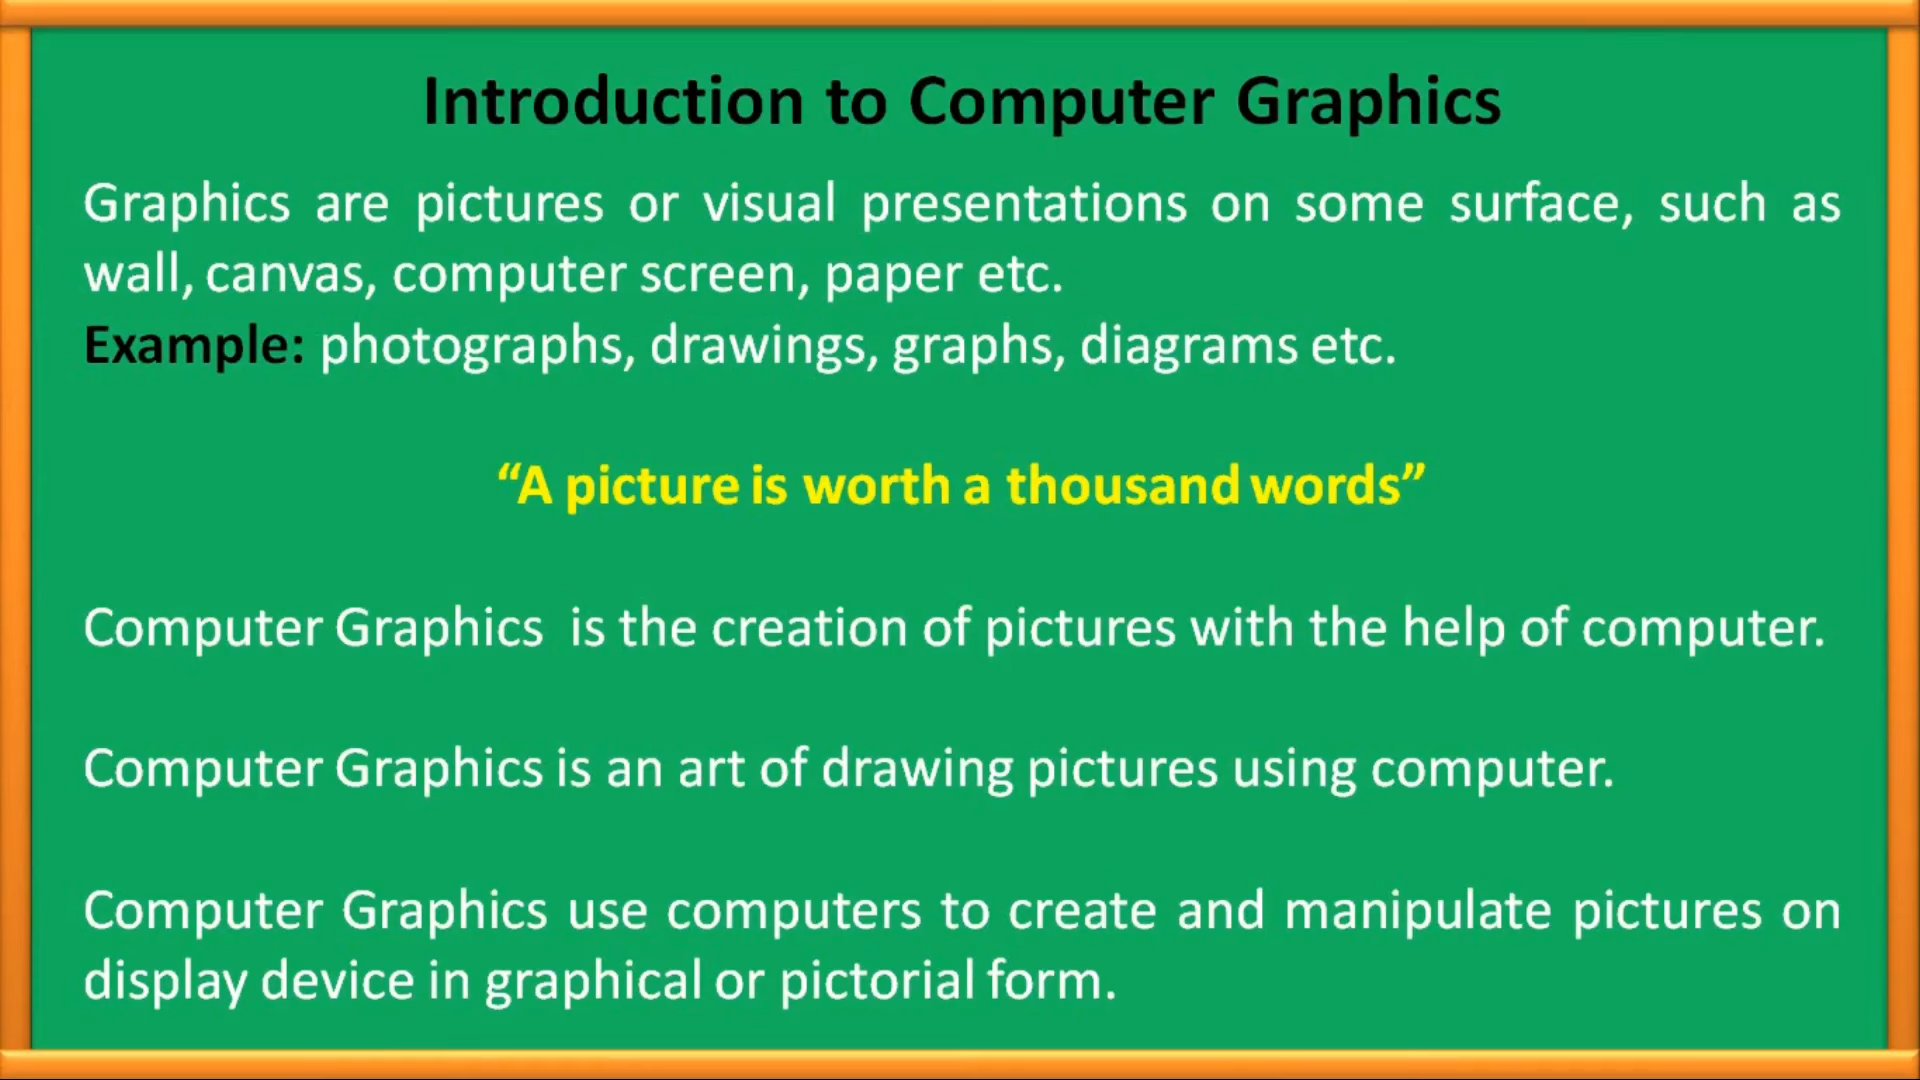 Introduction to Computer Graphics
Graphics are pictures or visual presentations on some surface, such as
wall, canvas, computer screen, paper etc.
Example: photographs, drawings, graphs, diagrams etc.
“A picture is worth a thousand words”
Computer Graphics is the creation of pictures with the help of computer.
Computer Graphics is an art of drawing pictures using computer.
Computer Graphics use computers to create and manipulate pictures on
display device in graphical or pictorial form.